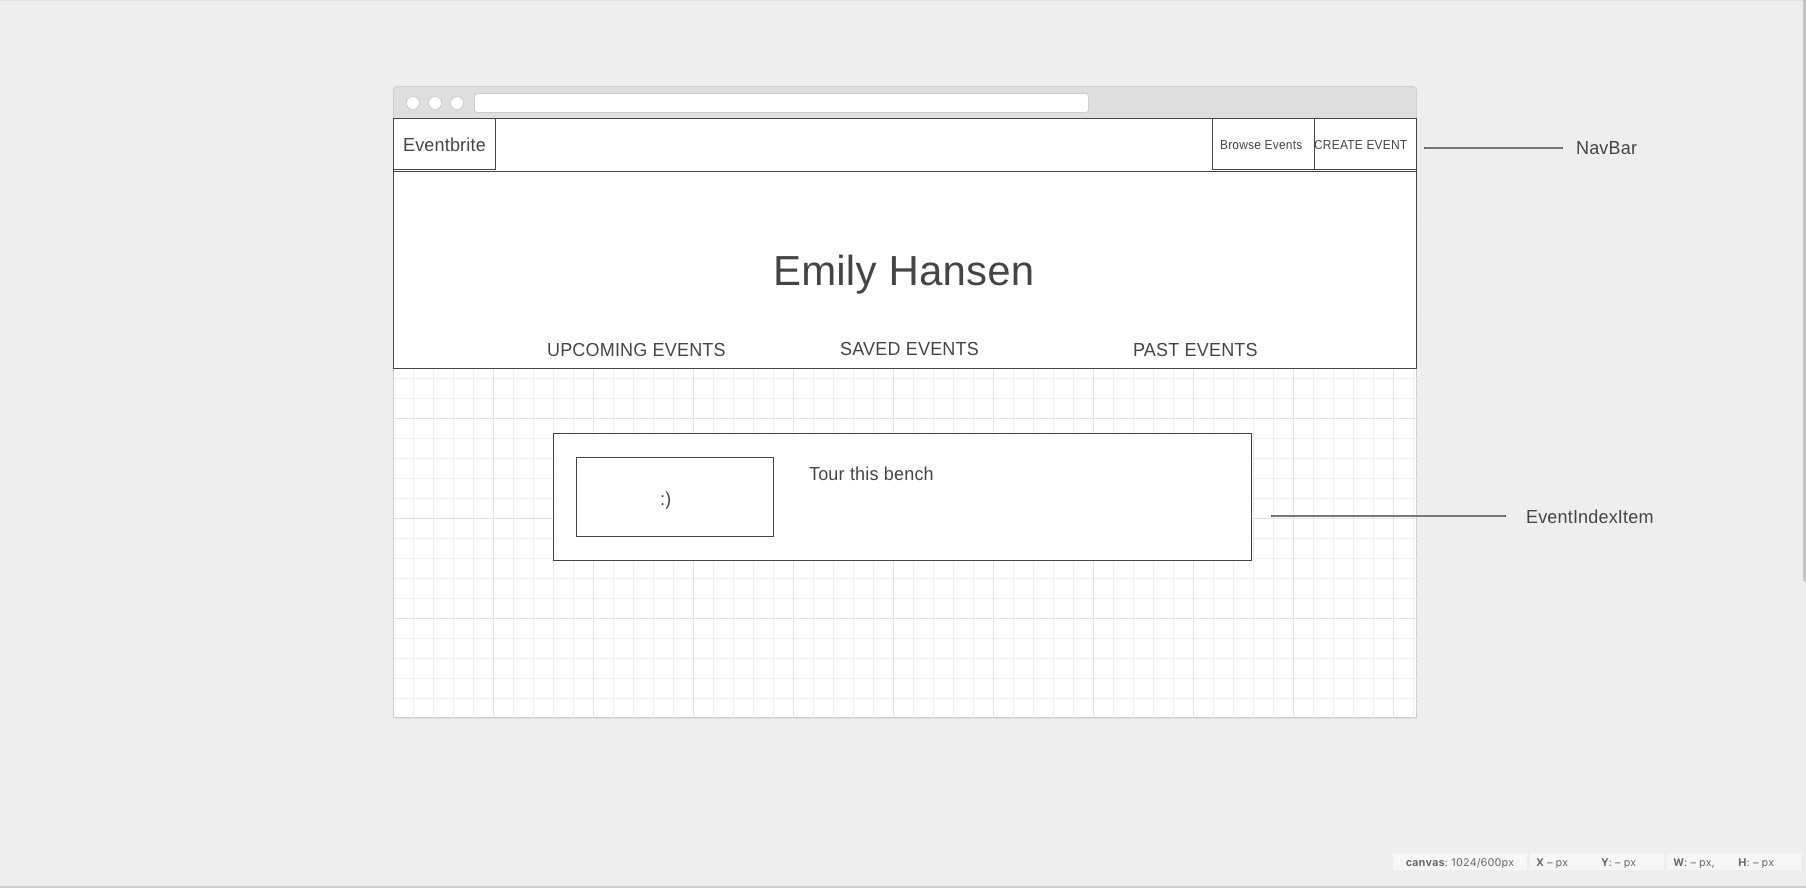 Eventbrite
Browse Events
CREATE EVENT
NavBar
Emily Hansen
UPCOMING EVENTS
SAVED EVENTS
PAST EVENTS
:)
Tour this bench
EventIndexItem
canvas: 1024/600px X – px Y: – px W: – px, H: – px